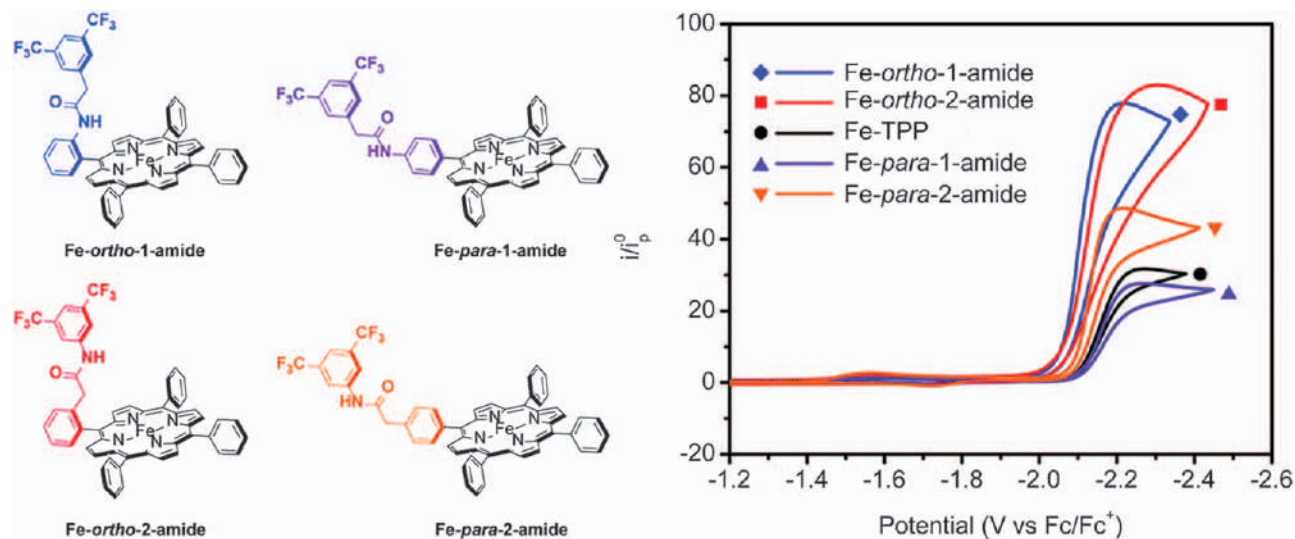 CF₃
F₃C
O
NH
N
N
Fe
N
N
Fe-ortho-1-amide
CF₃
F₃C
O
HN
N
N
Fe
N
N
Fe-para-1-amide
CF₃
F₃C
NH
O
N
N
Fe
N
N
Fe-ortho-2-amide
CF₃
F₃C
O
HN
N
N
Fe
N
N
Fe-para-2-amide
100
80
60
40
20
0
-20
i/i⁰ₚ
Fe-ortho-1-amide
Fe-ortho-2-amide
Fe-TPP
Fe-para-1-amide
Fe-para-2-amide
-1.2 -1.4 -1.6 -1.8 -2.0 -2.2 -2.4 -2.6
Potential (V vs Fc/Fc⁺)